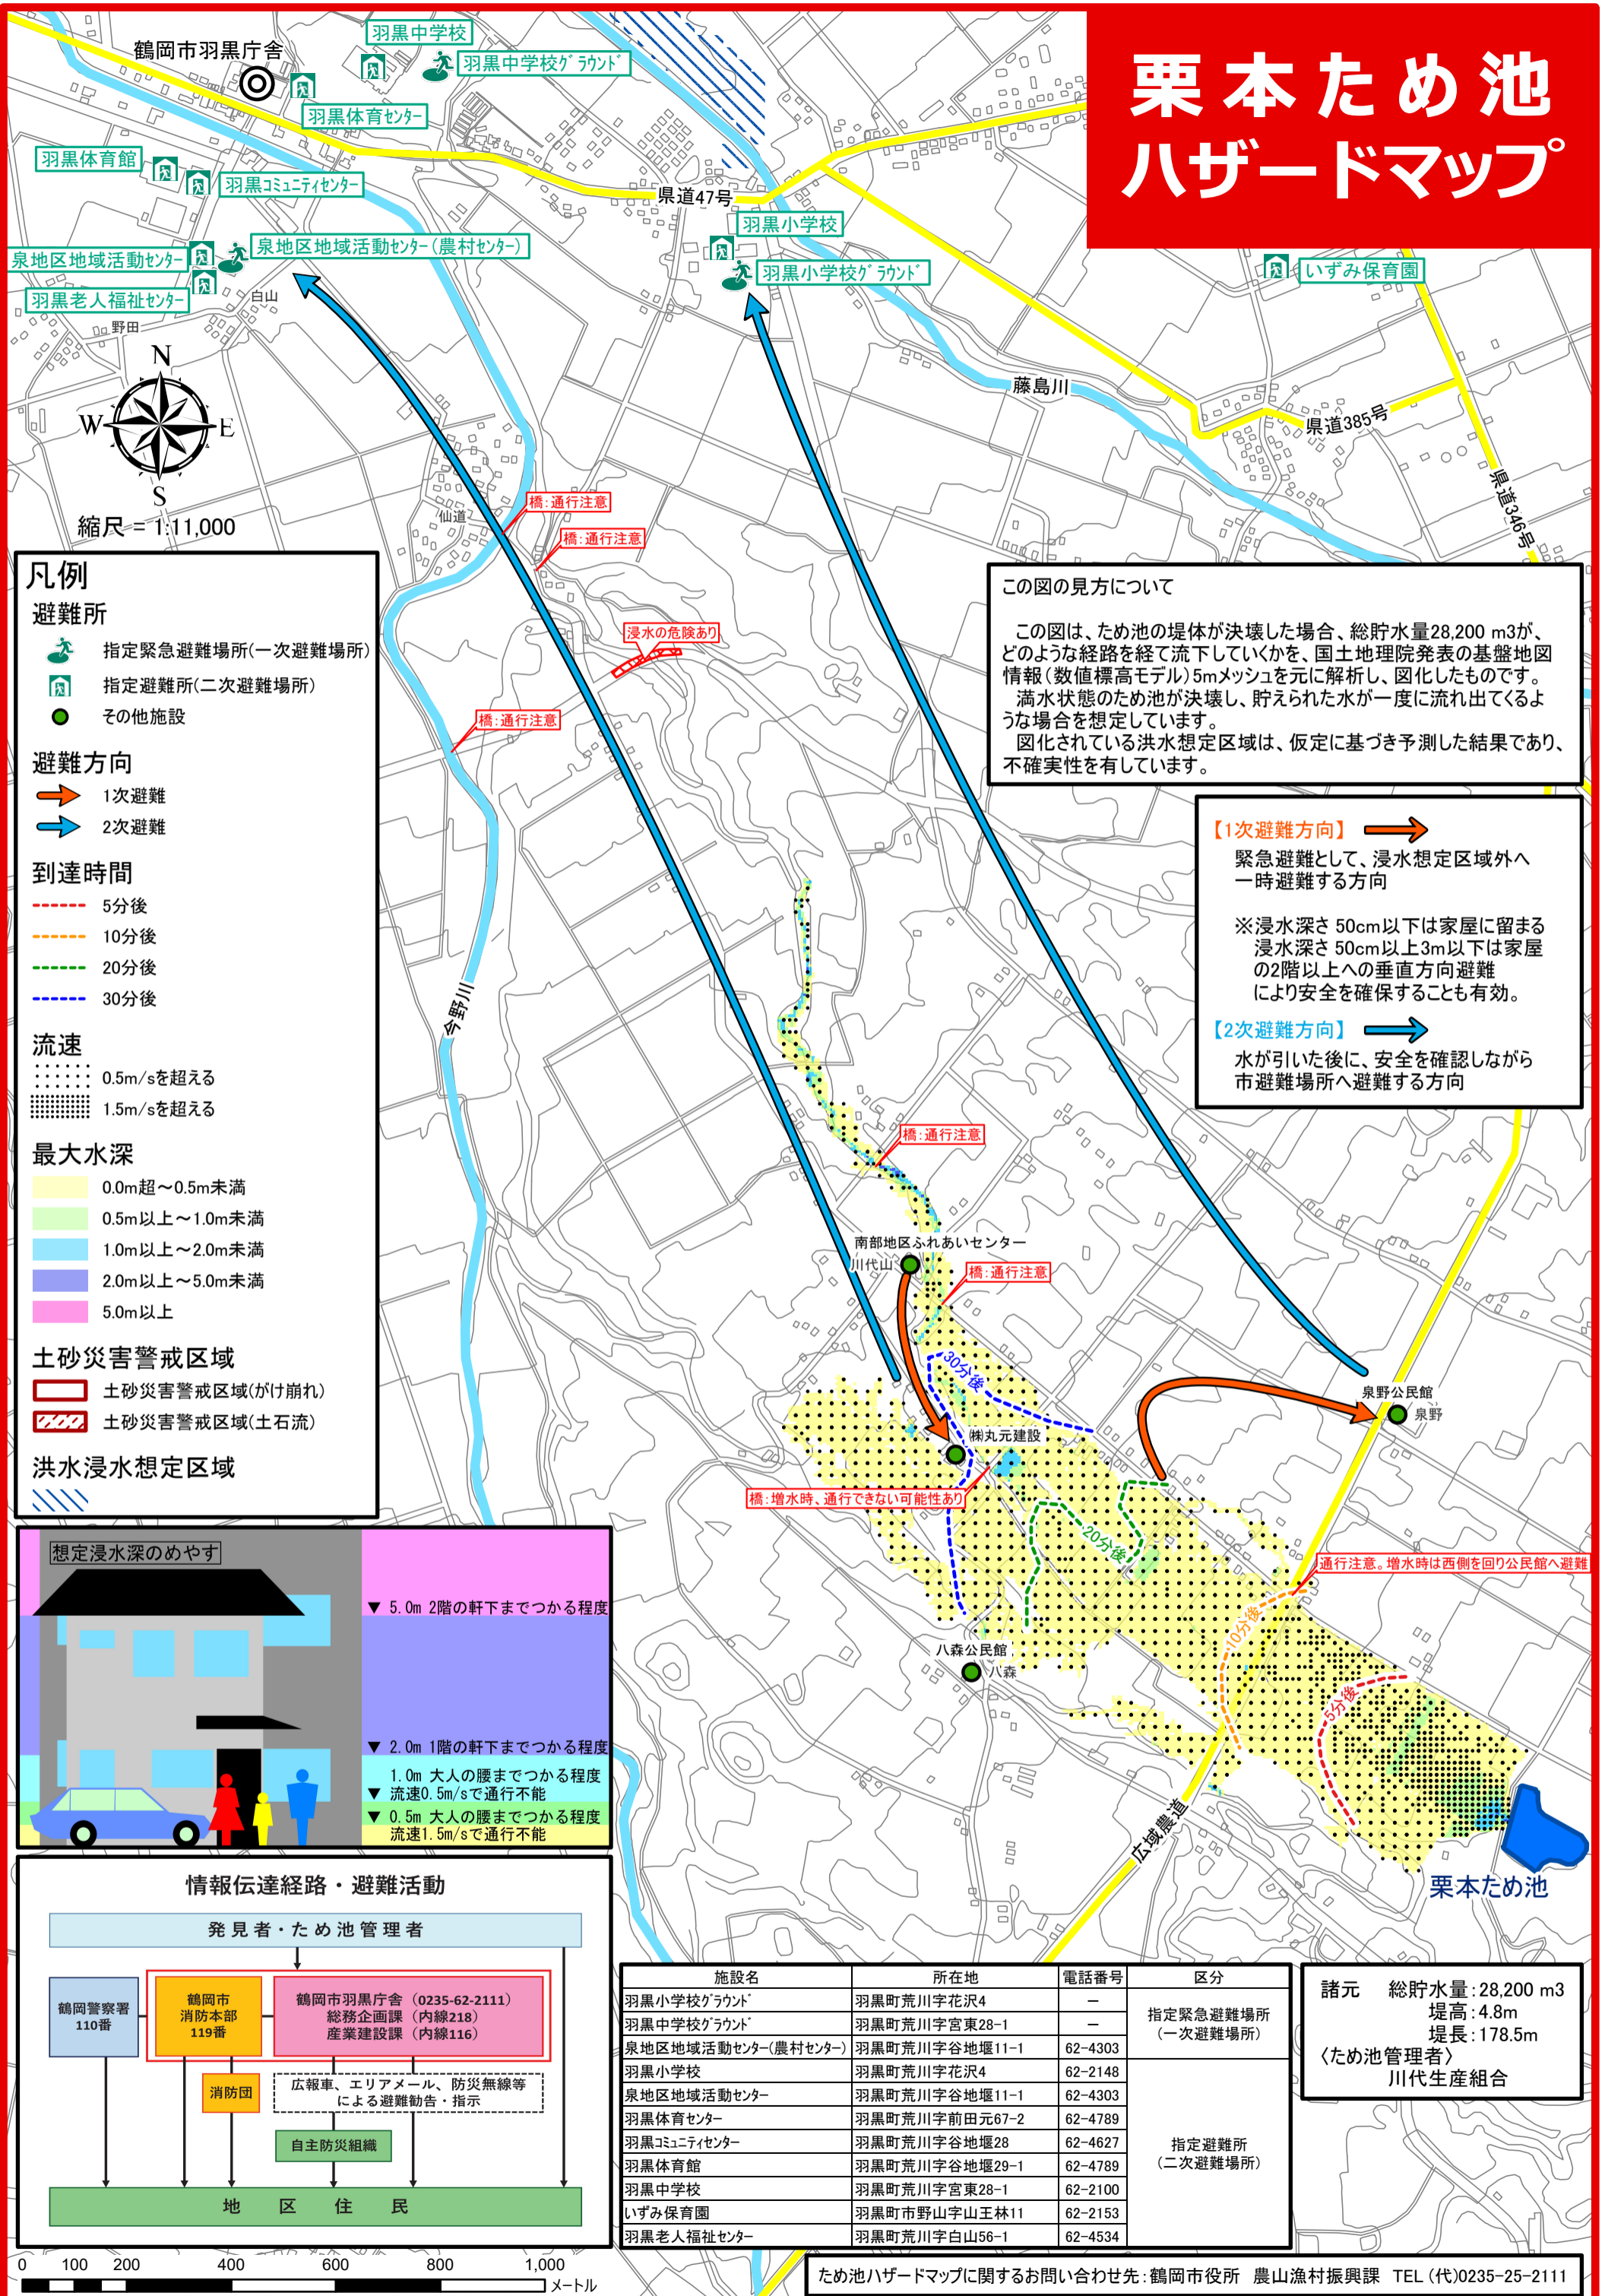 栗本ため池
ハザードマップ
鶴岡市羽黒庁舎
羽黒中学校
羽黒中学校グラウンド
羽黒体育センター
羽黒体育館
羽黒コミュニティセンター
泉地区地域活動センター(農村センター)
泉地区地域活動センター
羽黒老人福祉センター
白山
野田
県道47号
羽黒小学校
羽黒小学校グラウンド
いずみ保育園
藤島川
県道385号
県道346号
N
W
E
S
縮尺 = 1:11,000
仙道
橋:通行注意
橋:通行注意
浸水の危険あり
橋:通行注意
今野川
凡例
避難所
指定緊急避難場所(一次避難場所)
指定避難所(二次避難場所)
その他施設
避難方向
1次避難
2次避難
到達時間
5分後
10分後
20分後
30分後
流速
0.5m/sを超える
1.5m/sを超える
最大水深
0.0m超~0.5m未満
0.5m以上~1.0m未満
1.0m以上~2.0m未満
2.0m以上~5.0m未満
5.0m以上
土砂災害警戒区域
土砂災害警戒区域(がけ崩れ)
土砂災害警戒区域(土石流)
洪水浸水想定区域
この図の見方について
この図は、ため池の堤体が決壊した場合、総貯水量28,200 m3が、
どのような経路を経て流下していくかを、国土地理院発表の基盤地図
情報(数値標高モデル)5mメッシュを元に解析し、図化したものです。
満水状態のため池が決壊し、貯えられた水が一度に流れ出てくるよ
うな場合を想定しています。
図化されている洪水想定区域は、仮定に基づき予測した結果であり、
不確実性を有しています。
【1次避難方向】
緊急避難として、浸水想定区域外へ
一時避難する方向
※浸水深さ 50cm以下は家屋に留まる
浸水深さ 50cm以上3m以下は家屋
の2階以上への垂直方向避難
により安全を確保することも有効。
【2次避難方向】
水が引いた後に、安全を確認しながら
市避難場所へ避難する方向
橋:通行注意
南部地区ふれあいセンター
川代山
橋:通行注意
30分後
㈱丸元建設
橋:増水時、通行できない可能性あり
泉野公民館
泉野
20分後
通行注意。増水時は西側を回り公民館へ避難
10分後
5分後
八森公民館
八森
広域農道
栗本ため池
想定浸水深のめやす
▼ 5.0m 2階の軒下までつかる程度
▼ 2.0m 1階の軒下までつかる程度
1.0m 大人の腰までつかる程度
▼ 流速0.5m/sで通行不能
▼ 0.5m 大人の腰までつかる程度
流速1.5m/sで通行不能
情報伝達経路・避難活動
発見者・ため池管理者
鶴岡警察署
110番
鶴岡市
消防本部
119番
鶴岡市羽黒庁舎(0235-62-2111)
総務企画課(内線218)
産業建設課(内線116)
消防団
広報車、エリアメール、防災無線等
による避難勧告・指示
自主防災組織
地 区 住 民
0 100 200 400 600 800 1,000
メートル
施設名 所在地 電話番号 区分
羽黒小学校グラウンド 羽黒町荒川字花沢4 -
羽黒中学校グラウンド 羽黒町荒川字宮東28-1 -
泉地区地域活動センター(農村センター) 羽黒町荒川字谷地堰11-1 62-4303
指定緊急避難場所
(一次避難場所)
羽黒小学校 羽黒町荒川字花沢4 62-2148
泉地区地域活動センター 羽黒町荒川字谷地堰11-1 62-4303
羽黒体育センター 羽黒町荒川字前田元67-2 62-4789
羽黒コミュニティセンター 羽黒町荒川字谷地堰28 62-4627
羽黒体育館 羽黒町荒川字谷地堰29-1 62-4789
羽黒中学校 羽黒町荒川字宮東28-1 62-2100
いずみ保育園 羽黒町市野山字山王林11 62-2153
羽黒老人福祉センター 羽黒町荒川字白山56-1 62-4534
指定避難所
(二次避難場所)
諸元 総貯水量:28,200 m3
堤高:4.8m
堤長:178.5m
〈ため池管理者〉
川代生産組合
ため池ハザードマップに関するお問い合わせ先:鶴岡市役所 農山漁村振興課 TEL(代)0235-25-2111